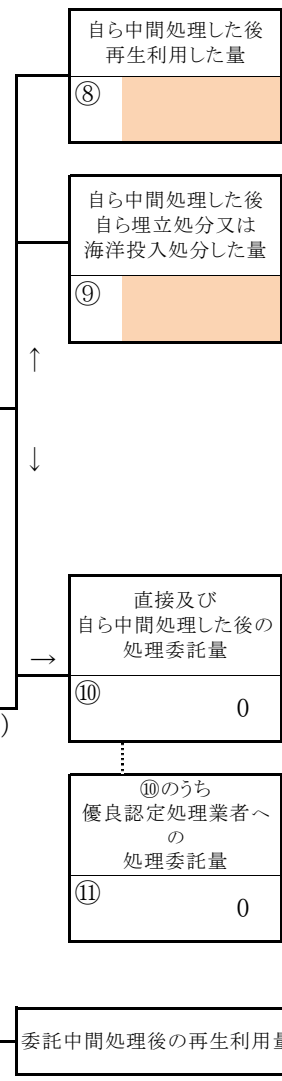 自ら中間処理した後
再生利用した量
⑧
自ら中間処理した後
自ら埋立処分又は
海洋投入処分した量
⑨
↑
↓
直接及び
自ら中間処理した後の
処理委託量
→
⑩
0
)
⑩のうち
優良認定処理業者へ
の
処理委託量
⑪
0
委託中間処理後の再生利用量